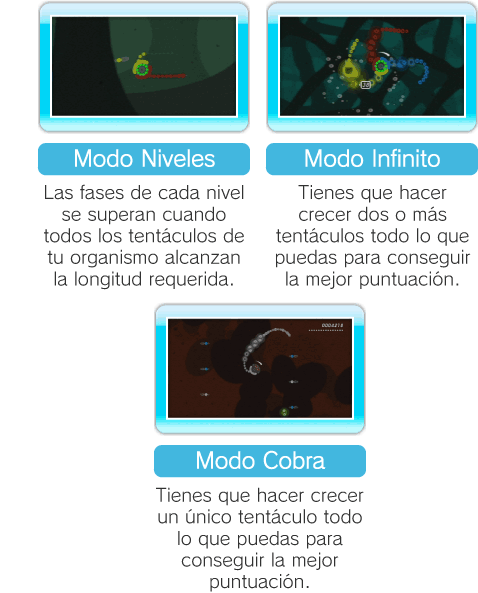 Modo Niveles
Las fases de cada nivel
se superan cuando
todos los tentáculos de
tu organismo alcanzan
la longitud requerida.
Modo Infinito
Tienes que hacer
crecer dos o más
tentáculos todo lo que
puedas para conseguir
la mejor puntuación.
Modo Cobra
Tienes que hacer crecer
un único tentáculo todo
lo que puedas para
conseguir la mejor
puntuación.